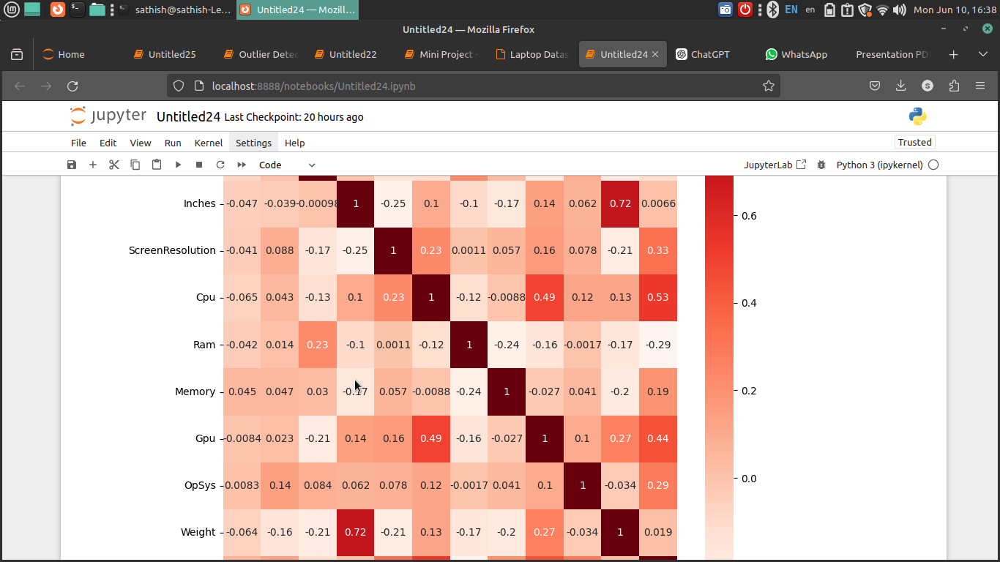 sathish@sathish-Le... Untitled24 — Mozill... EN en Mon Jun 10, 16:38
Untitled24 — Mozilla Firefox
Home Untitled25 Outlier Dete Untitled22 Mini Project - Laptop Datas Untitled24 ChatGPT WhatsApp Presentation PD
localhost:8888/notebooks/Untitled24.ipynb S
jupyter Untitled24 Last Checkpoint: 20 hours ago
File Edit View Run Kernel Settings Help Trusted
Code JupyterLab Python 3 (ipykernel)
Inches -0.047 -0.039 -0.00098 1 -0.25 0.1 -0.1 -0.17 0.14 0.062 0.72 0.0066
0.6
ScreenResolution -0.041 0.088 -0.17 -0.25 1 0.23 0.0011 0.057 0.16 0.078 -0.21 0.33
Cpu -0.065 0.043 -0.13 0.1 0.23 1 -0.12 -0.0088 0.49 0.12 0.13 0.53
0.4
Ram -0.042 0.014 0.23 -0.1 0.0011 -0.12 1 -0.24 -0.16 -0.0017 -0.17 -0.29
Memory 0.045 0.047 0.03 -0.17 0.057 -0.0088 -0.24 1 -0.027 0.041 -0.2 0.19
0.2
Gpu -0.0084 0.023 -0.21 0.14 0.16 0.49 -0.16 -0.027 1 0.1 0.27 0.44
OpSys 0.0083 0.14 0.084 0.062 0.078 0.12 -0.0017 0.041 0.1 1 -0.034 0.29
0.0
Weight -0.064 -0.16 -0.21 0.72 -0.21 0.13 -0.17 -0.2 0.27 -0.034 1 0.019